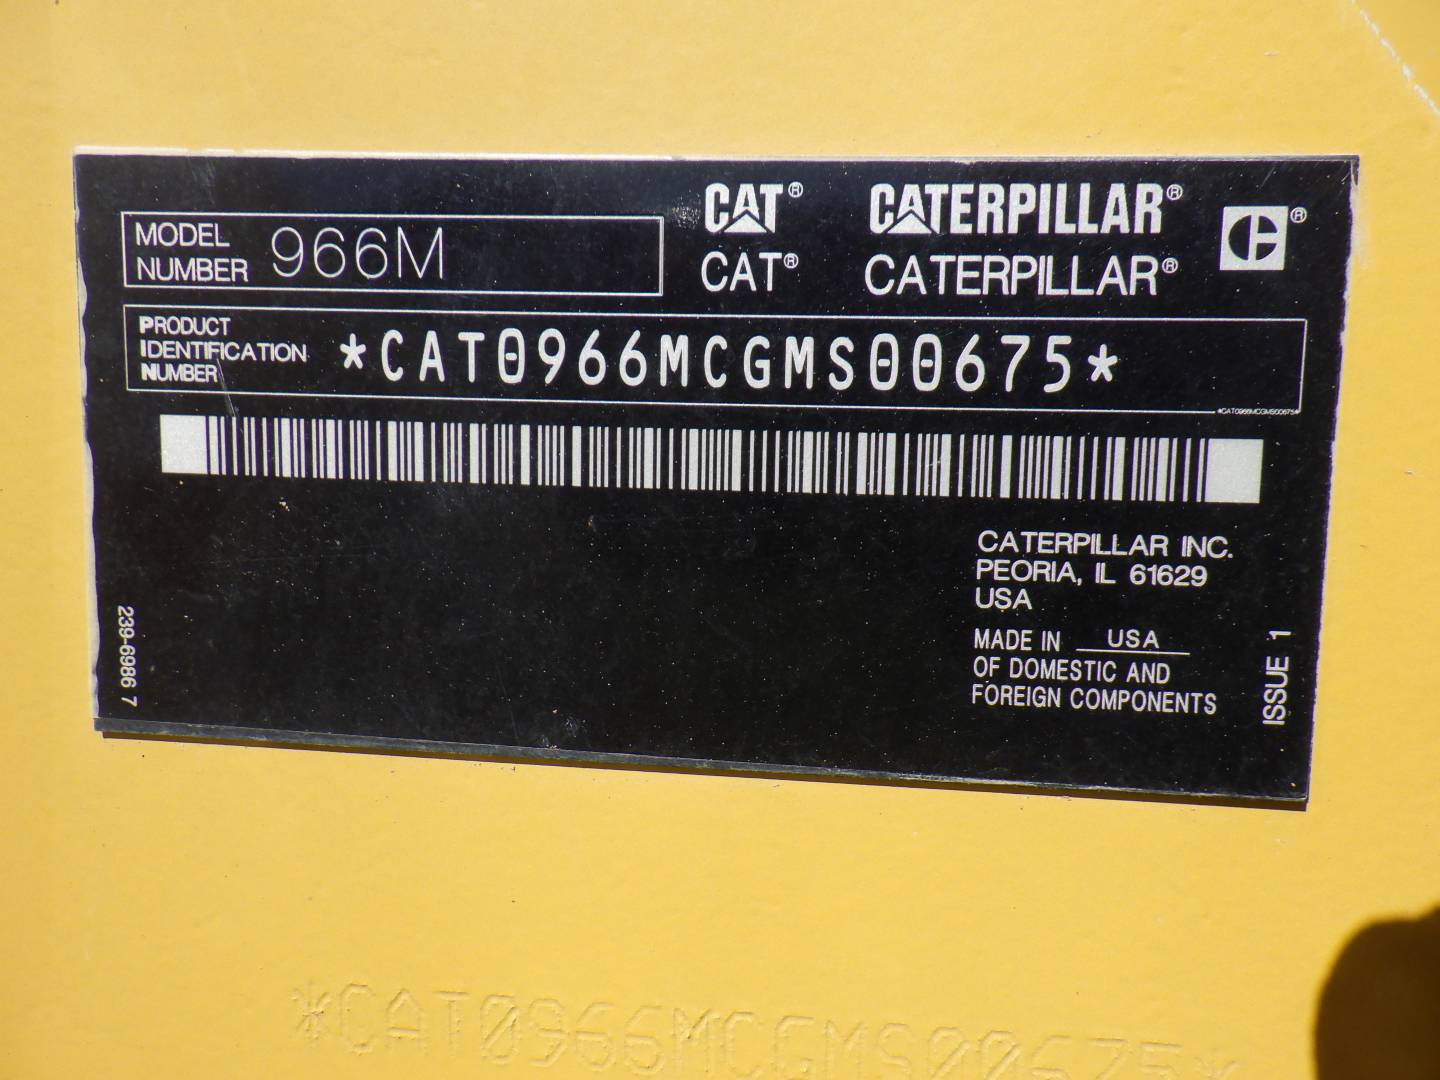 MODEL
NUMBER 966M
CAT® CATERPILLAR®
CAT® CATERPILLAR®
PRODUCT
IDENTIFICATION
NUMBER
*CAT0966MCGMS00675*
*CAT0966MCGMS00675*
CATERPILLAR INC.
PEORIA, IL 61629
USA
MADE IN USA
OF DOMESTIC AND
FOREIGN COMPONENTS
239-6986 7
ISSUE 1
*CAT0966MCGMS00675*